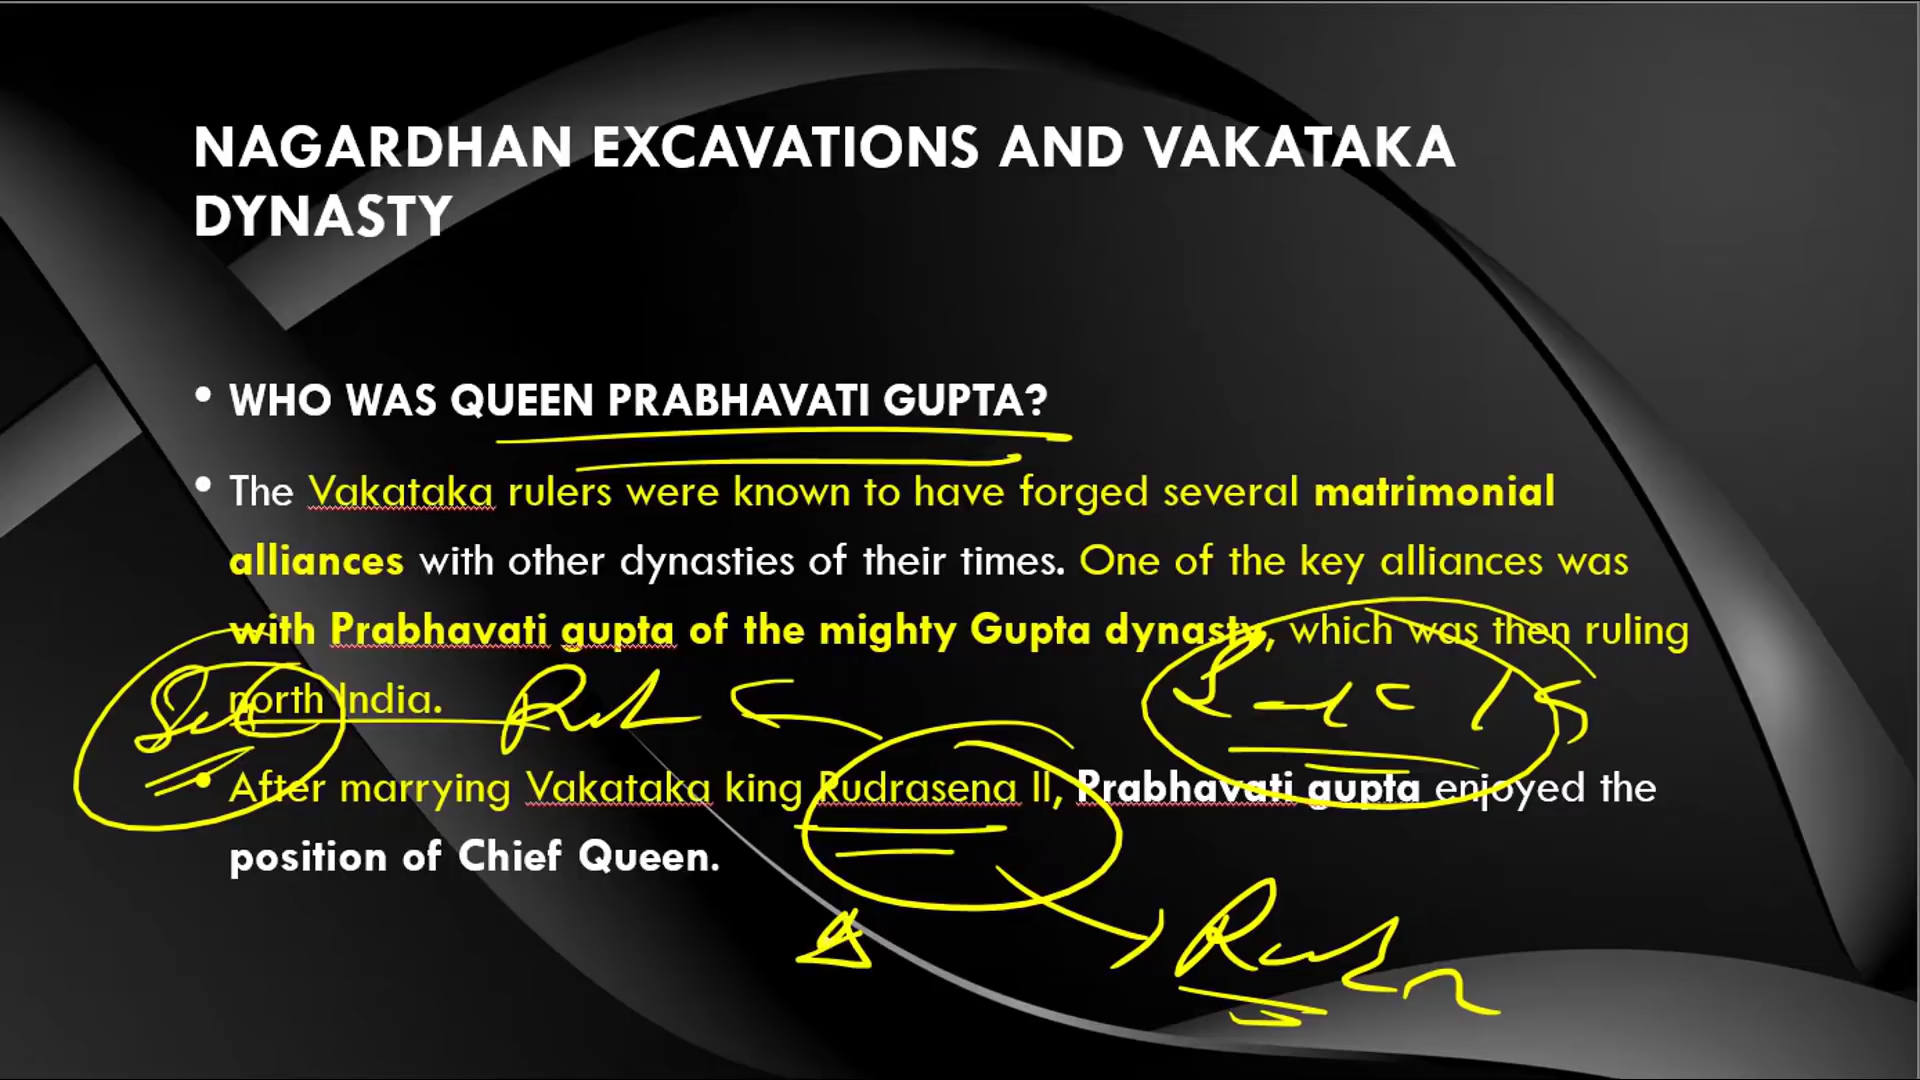 NAGARDHAN EXCAVATIONS AND VAKATAKA
DYNASTY
• WHO WAS QUEEN PRABHAVATI GUPTA?
• The Vakataka rulers were known to have forged several matrimonial
alliances with other dynasties of their times. One of the key alliances was
with Prabhavati gupta of the mighty Gupta dynasty, which was then ruling
north India.
• After marrying Vakataka king Rudrasena II, Prabhavati gupta enjoyed the
position of Chief Queen.